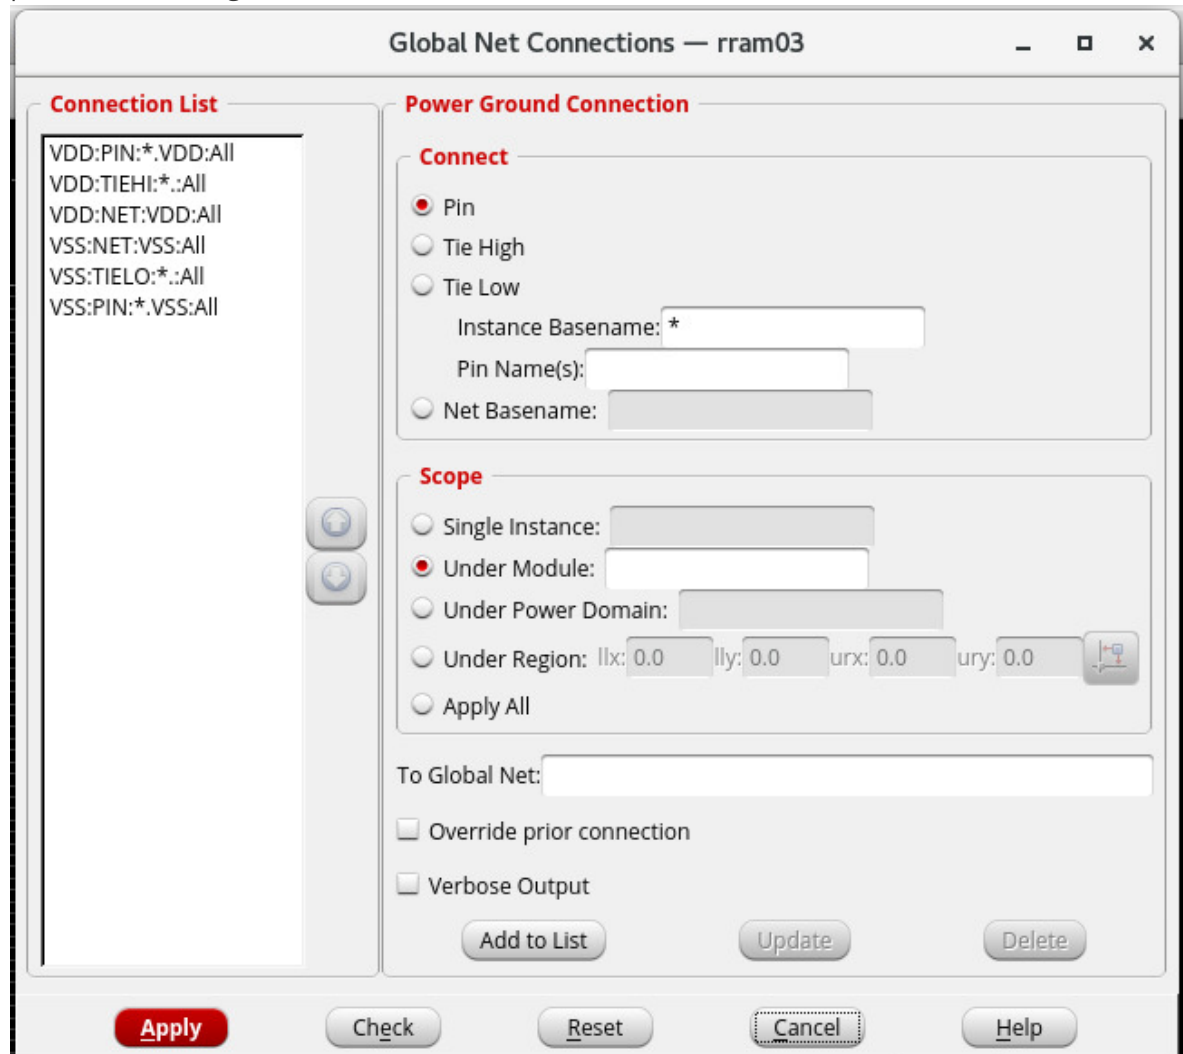 Global Net Connections — rram03
Connection List
VDD:PIN:*.VDD:All
VDD:TIEHI:*.:All
VDD:NET:VDD:All
VSS:NET:VSS:All
VSS:TIELO:*.:All
VSS:PIN:*.VSS:All
Power Ground Connection
Connect
Pin
Tie High
Tie Low
Instance Basename: *
Pin Name(s):
Net Basename:
Scope
Single Instance:
Under Module:
Under Power Domain:
Under Region: llx: 0.0 lly: 0.0 urx: 0.0 ury: 0.0
Apply All
To Global Net:
Override prior connection
Verbose Output
Add to List Update Delete
Apply Check Reset Cancel Help